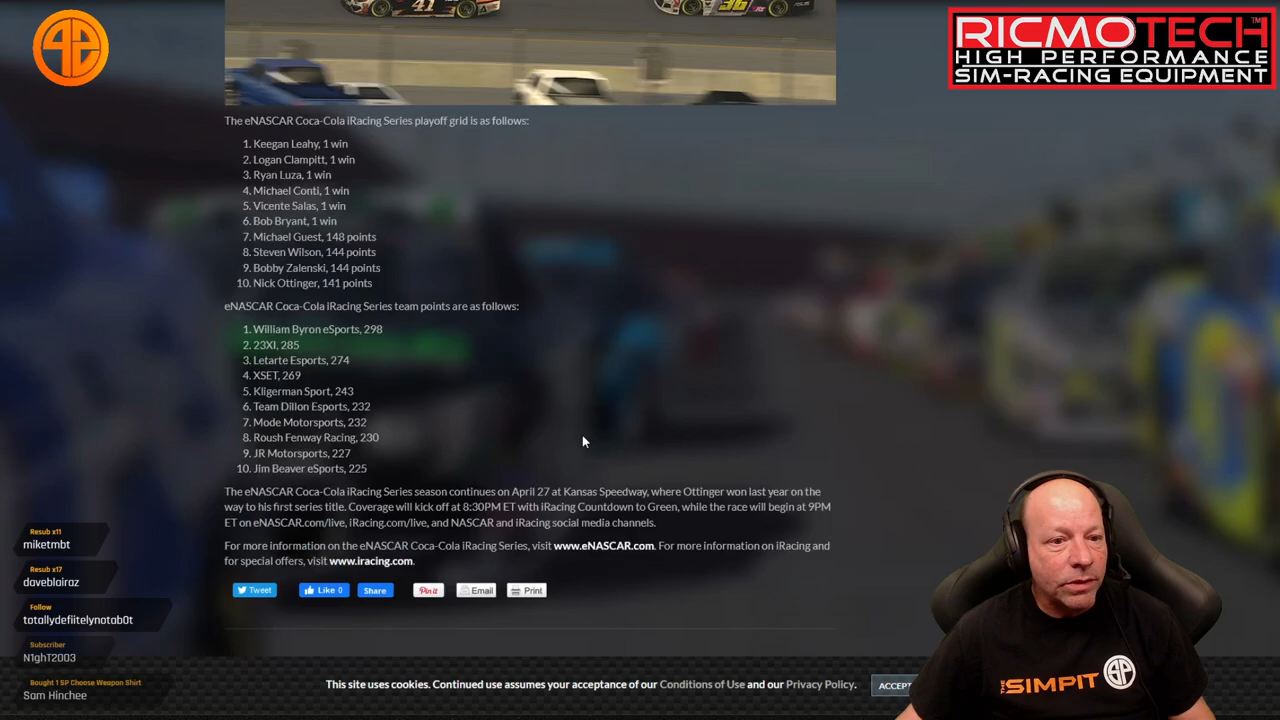 41
36
RICMOTECH™
HIGH PERFORMANCE
SIM-RACING EQUIPMENT
The eNASCAR Coca-Cola iRacing Series playoff grid is as follows:
1. Keegan Leahy, 1 win
2. Logan Clampitt, 1 win
3. Ryan Luza, 1 win
4. Michael Conti, 1 win
5. Vicente Salas, 1 win
6. Bob Bryant, 1 win
7. Michael Guest, 148 points
8. Steven Wilson, 144 points
9. Bobby Zalenski, 144 points
10. Nick Ottinger, 141 points
eNASCAR Coca-Cola iRacing Series team points are as follows:
1. William Byron eSports, 298
2. 23XI, 285
3. Letarte Esports, 274
4. XSET, 269
5. Kligerman Sport, 243
6. Team Dillon Esports, 232
7. Mode Motorsports, 232
8. Roush Fenway Racing, 230
9. JR Motorsports, 227
10. Jim Beaver eSports, 225
The eNASCAR Coca-Cola iRacing Series season continues on April 27 at Kansas Speedway, where Ottinger won last year on the
way to his first series title. Coverage will kick off at 8:30PM ET with iRacing Countdown to Green, while the race will begin at 9PM
ET on eNASCAR.com/live, iRacing.com/live, and NASCAR and iRacing social media channels.
For more information on the eNASCAR Coca-Cola iRacing Series, visit www.eNASCAR.com. For more information on iRacing and
for special offers, visit www.iracing.com.
Tweet Like 0 Share Pin it Email Print
Resub x11
miketmbt
Resub x17
daveblairaz
Follow
totallydefiitelynotab0t
Subscriber
N1ghT2003
Bought 1 SP Choose Weapon Shirt
Sam Hinchee
This site uses cookies. Continued use assumes your acceptance of our Conditions of Use and our Privacy Policy. ACCEPT
THE SIMPIT